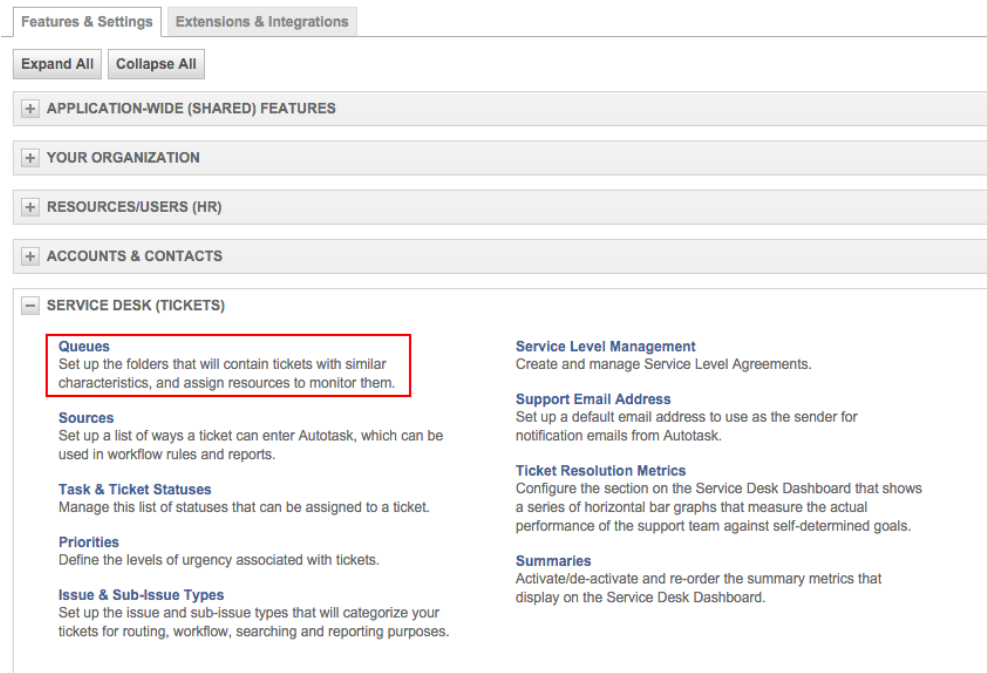 Features & Settings
Extensions & Integrations
Expand All
Collapse All
APPLICATION-WIDE (SHARED) FEATURES
YOUR ORGANIZATION
RESOURCES/USERS (HR)
ACCOUNTS & CONTACTS
SERVICE DESK (TICKETS)
Queues
Set up the folders that will contain tickets with similar
characteristics, and assign resources to monitor them.
Sources
Set up a list of ways a ticket can enter Autotask, which can be
used in workflow rules and reports.
Task & Ticket Statuses
Manage this list of statuses that can be assigned to a ticket.
Priorities
Define the levels of urgency associated with tickets.
Issue & Sub-Issue Types
Set up the issue and sub-issue types that will categorize your
tickets for routing, workflow, searching and reporting purposes.
Service Level Management
Create and manage Service Level Agreements.
Support Email Address
Set up a default email address to use as the sender for
notification emails from Autotask.
Ticket Resolution Metrics
Configure the section on the Service Desk Dashboard that shows
a series of horizontal bar graphs that measure the actual
performance of the support team against self-determined goals.
Summaries
Activate/de-activate and re-order the summary metrics that
display on the Service Desk Dashboard.